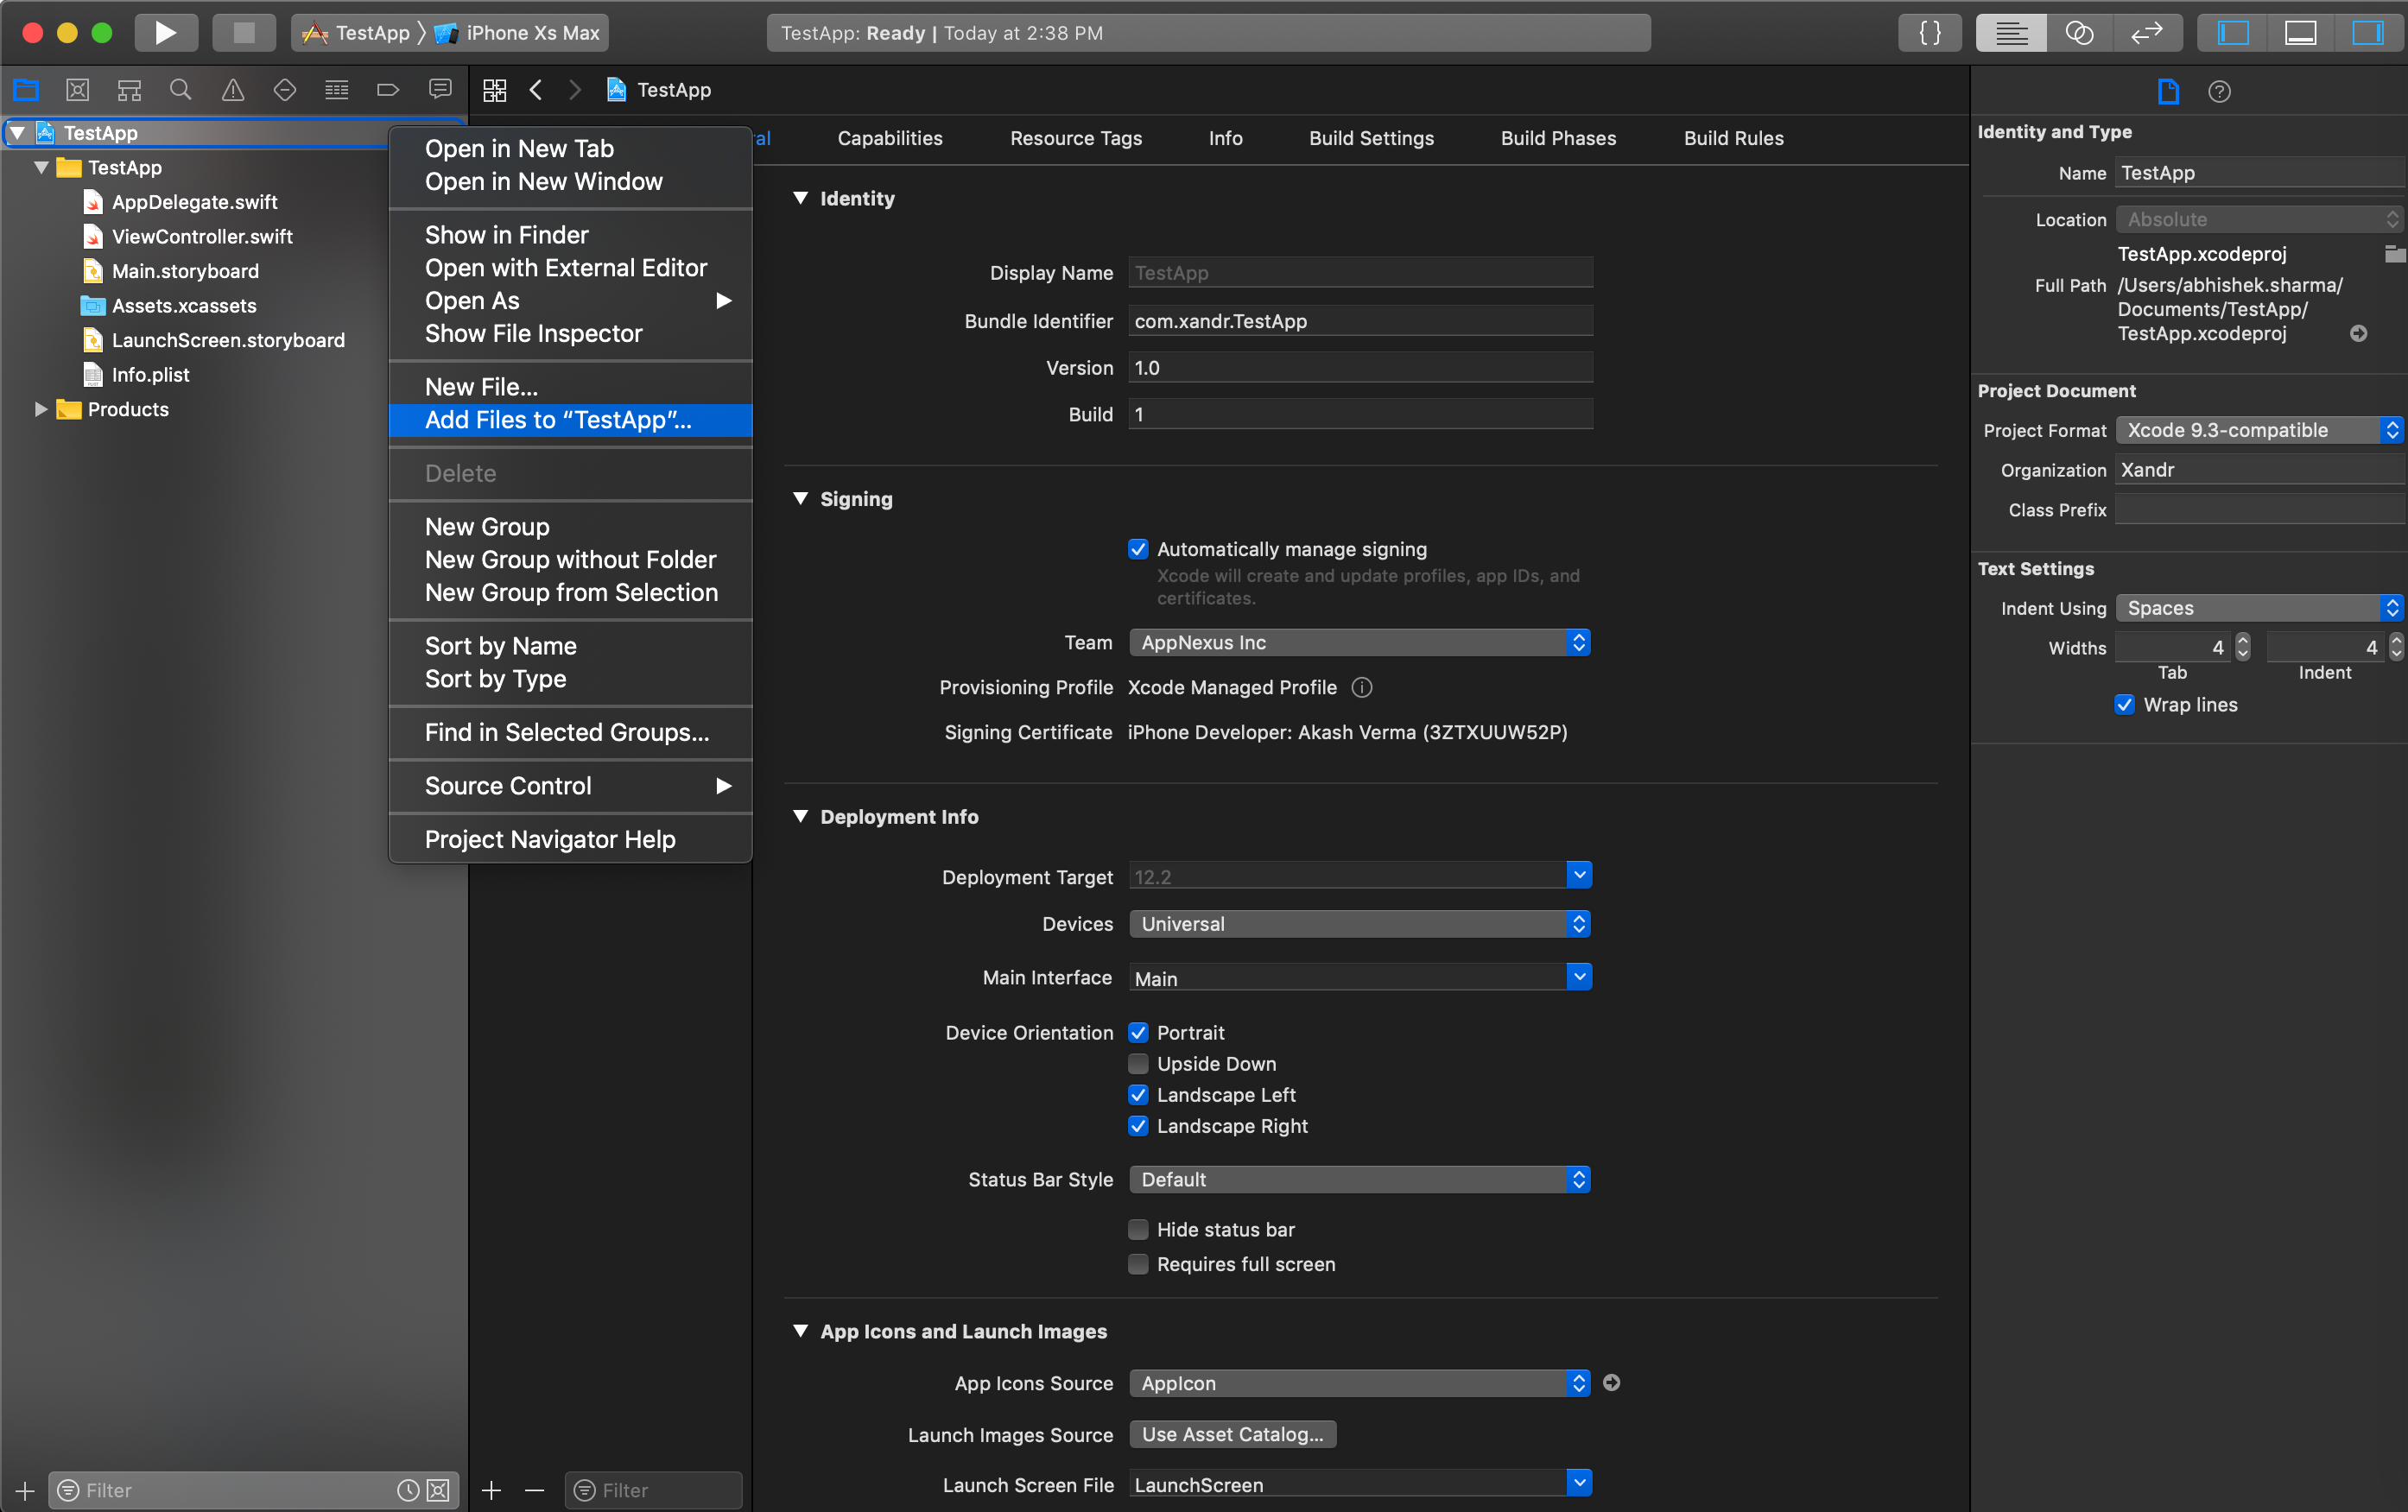 TestApp 〉 iPhone Xs Max
TestApp: Ready | Today at 2:38 PM
{ }
TestApp
TestApp
AppDelegate.swift
ViewController.swift
Main.storyboard
Assets.xcassets
LaunchScreen.storyboard
Info.plist
Products
Filter
Open in New Tab
Open in New Window
Show in Finder
Open with External Editor
Open As
Show File Inspector
New File...
Add Files to “TestApp”...
Delete
New Group
New Group without Folder
New Group from Selection
Sort by Name
Sort by Type
Find in Selected Groups...
Source Control
Project Navigator Help
Filter
TestApp
al Capabilities Resource Tags Info Build Settings Build Phases Build Rules
Identity
Display Name TestApp
Bundle Identifier com.xandr.TestApp
Version 1.0
Build 1
Signing
Automatically manage signing
Xcode will create and update profiles, app IDs, and
certificates.
Team AppNexus Inc
Provisioning Profile Xcode Managed Profile
Signing Certificate iPhone Developer: Akash Verma (3ZTXUUW52P)
Deployment Info
Deployment Target 12.2
Devices Universal
Main Interface Main
Device Orientation Portrait
Upside Down
Landscape Left
Landscape Right
Status Bar Style Default
Hide status bar
Requires full screen
App Icons and Launch Images
App Icons Source AppIcon
Launch Images Source Use Asset Catalog...
Launch Screen File LaunchScreen
Identity and Type
Name TestApp
Location Absolute
TestApp.xcodeproj
Full Path /Users/abhishek.sharma/
Documents/TestApp/
TestApp.xcodeproj
Project Document
Project Format Xcode 9.3-compatible
Organization Xandr
Class Prefix
Text Settings
Indent Using Spaces
Widths 4 4
Tab Indent
Wrap lines